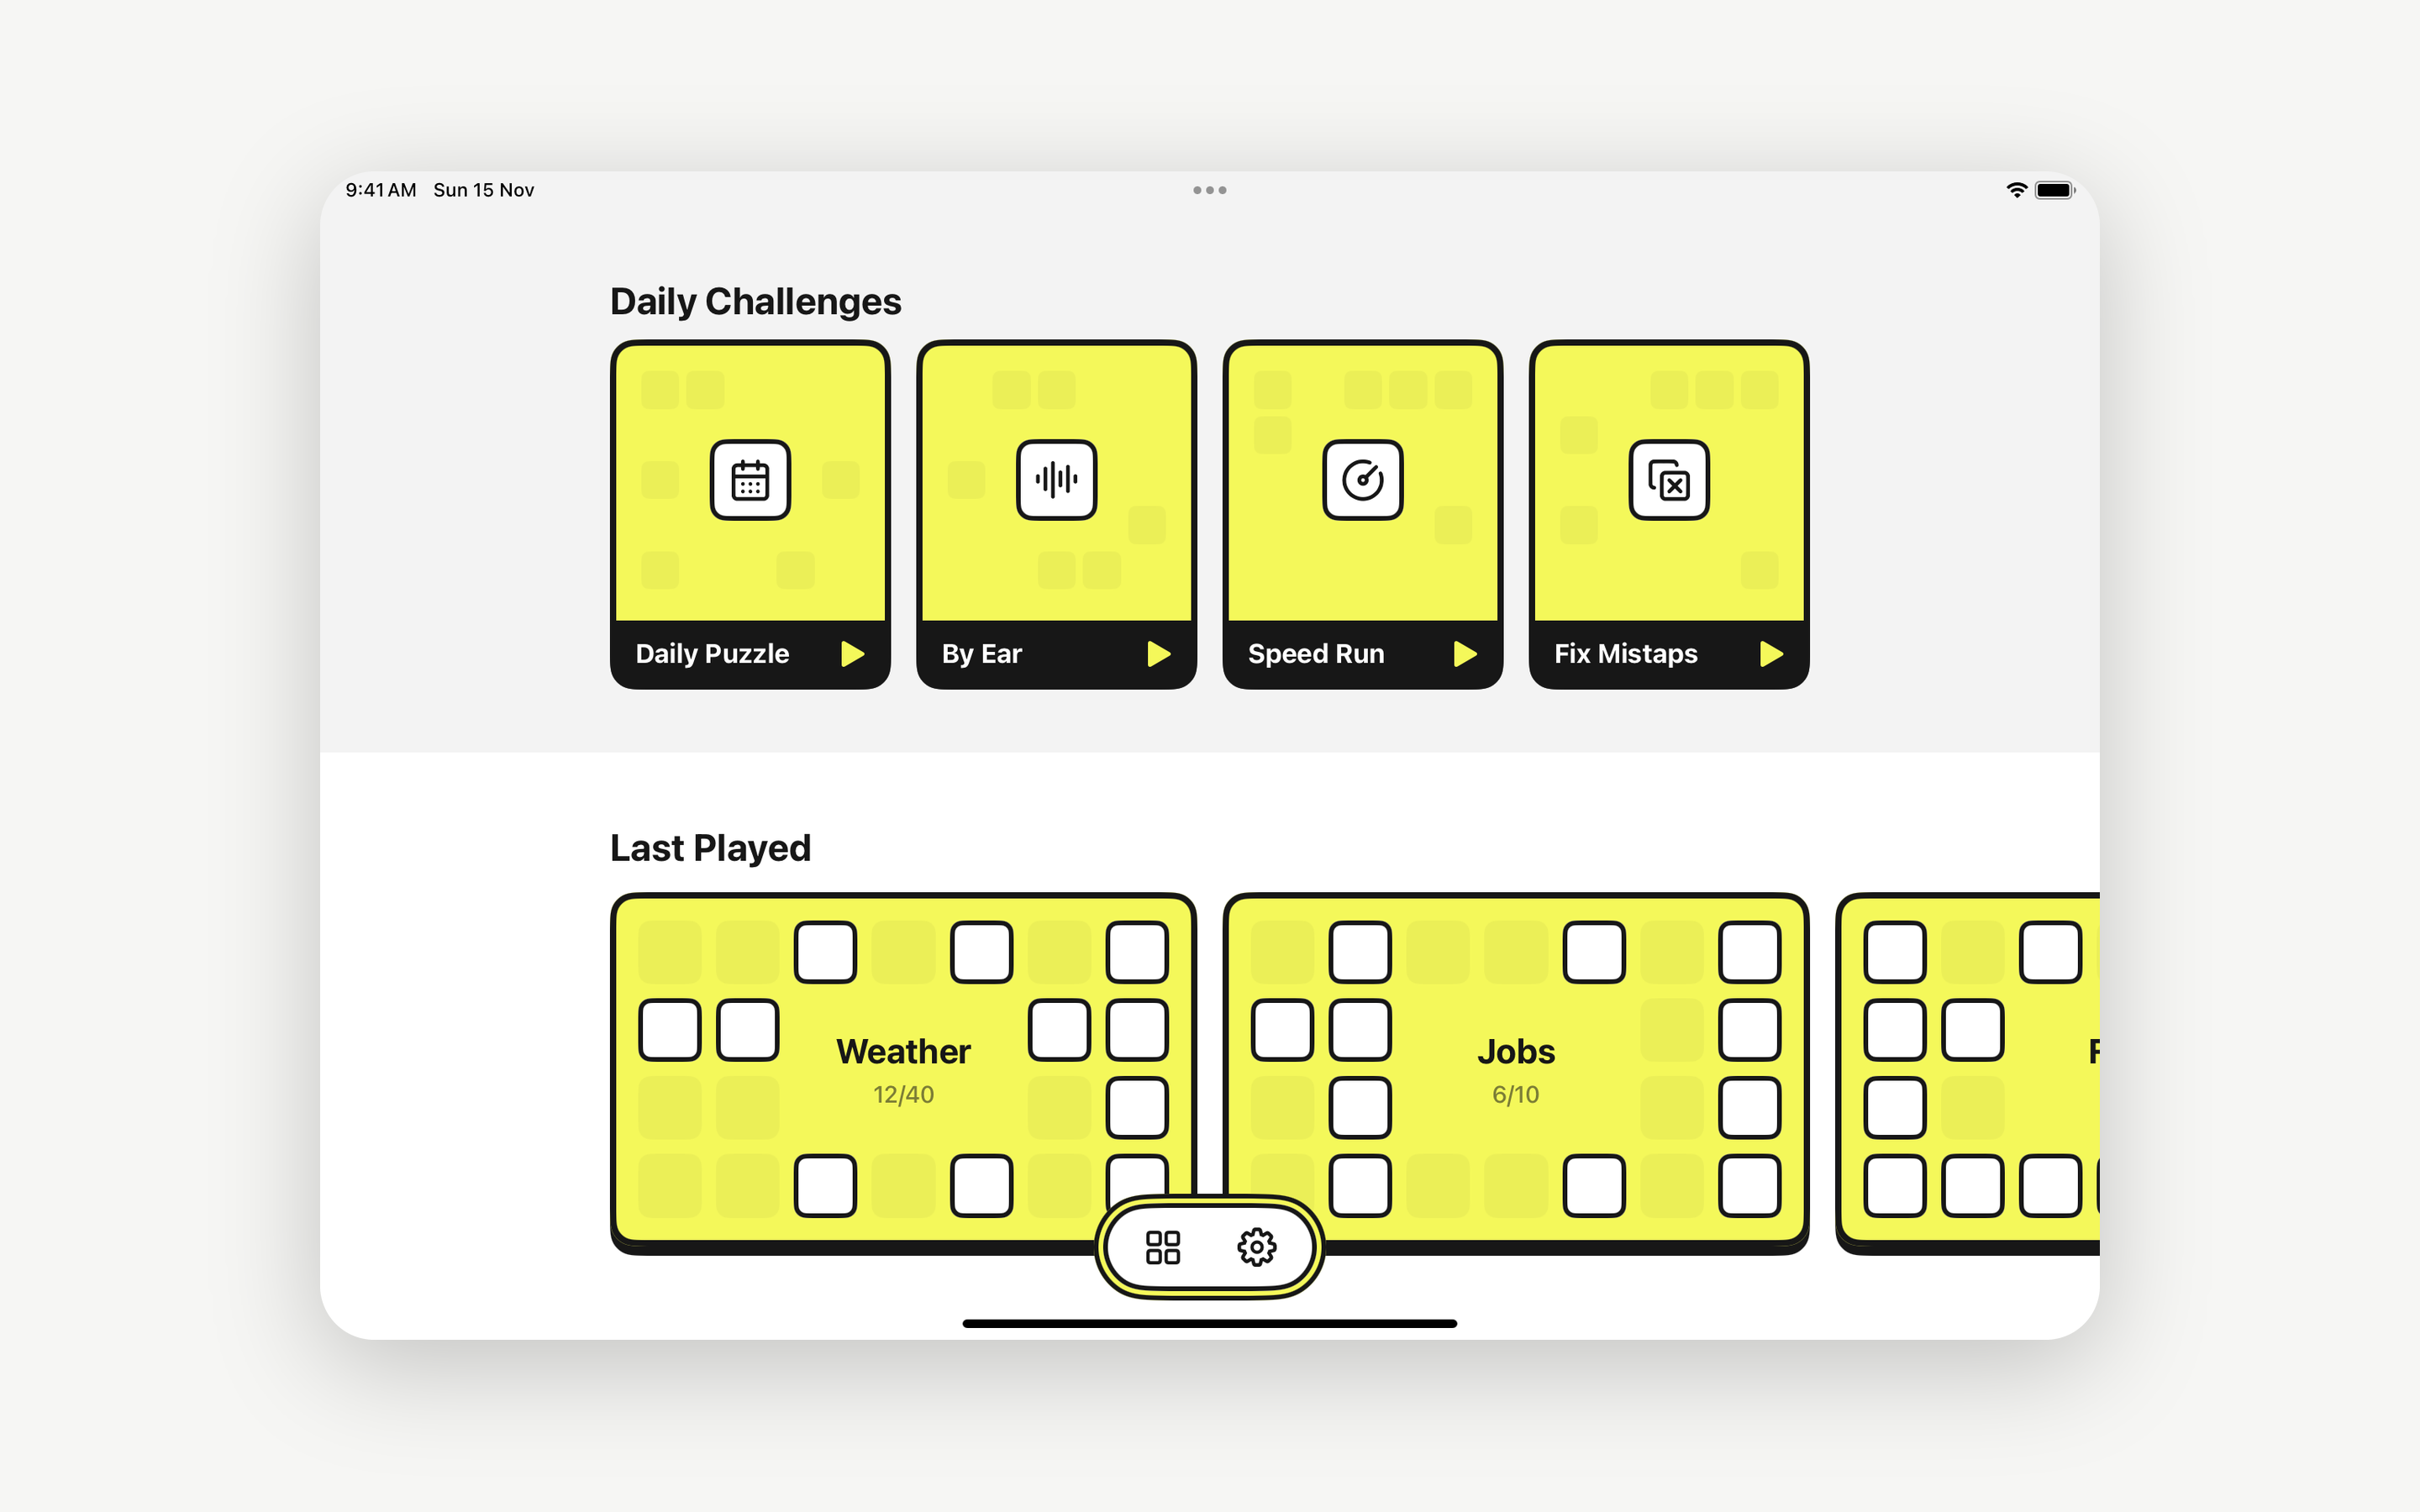 9:41 AM Sun 15 Nov
Daily Challenges
Daily Puzzle
By Ear
Speed Run
Fix Mistaps
Last Played
Weather
12/40
Jobs
6/10